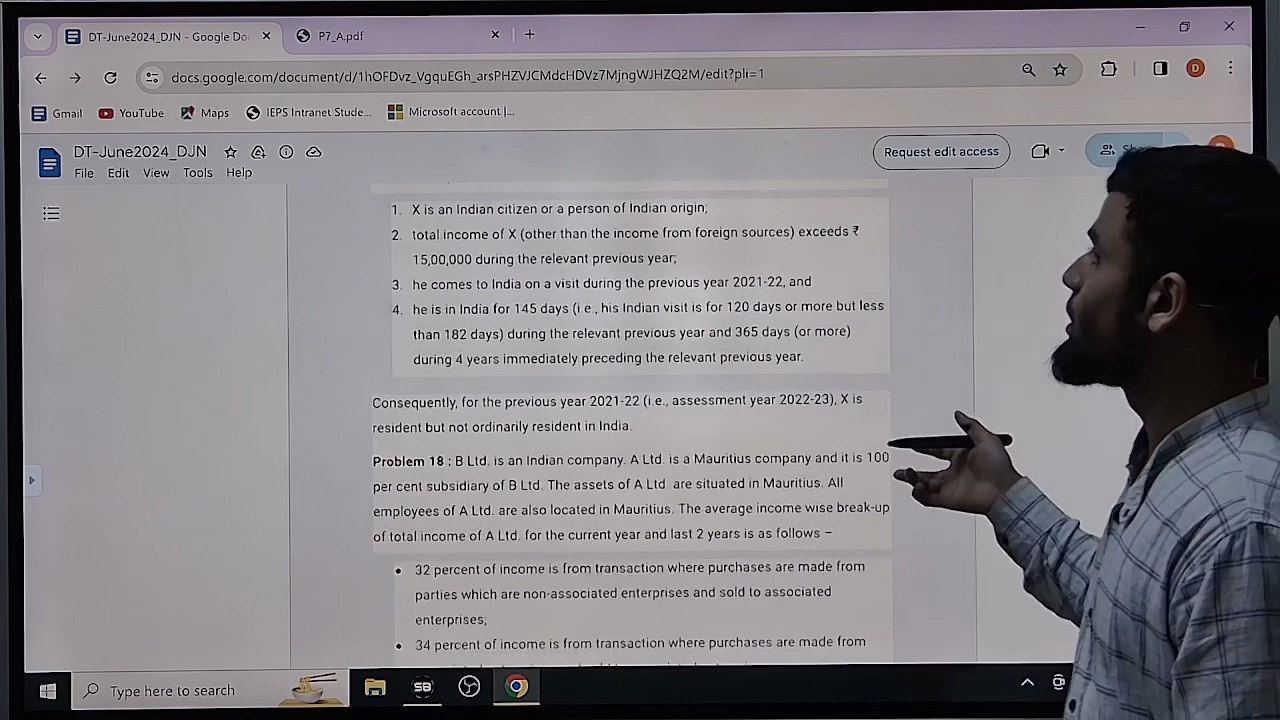 DT-June2024_DJN - Google Do
P7_A.pdf
docs.google.com/document/d/1hOFDvz_VgquEGh_arsPHZVJCMdcHDVz7MjngWJHZQ2M/edit?pli=1
D
Gmail
YouTube
Maps
IEPS Intranet Stude...
Microsoft account |...
DT-June2024_DJN
Request edit access
File Edit View Tools Help
1. X is an Indian citizen or a person of Indian origin;
2. total income of X (other than the income from foreign sources) exceeds ₹
15,00,000 during the relevant previous year;
3. he comes to India on a visit during the previous year 2021-22, and
4. he is in India for 145 days (i.e., his Indian visit is for 120 days or more but less
than 182 days) during the relevant previous year and 365 days (or more)
during 4 years immediately preceding the relevant previous year.
Consequently, for the previous year 2021-22 (i.e., assessment year 2022-23), X is
resident but not ordinarily resident in India.
Problem 18 : B Ltd. is an Indian company. A Ltd. is a Mauritius company and it is 100
per cent subsidiary of B Ltd. The assets of A Ltd. are situated in Mauritius. All
employees of A Ltd. are also located in Mauritius. The average income wise break-up
of total income of A Ltd. for the current year and last 2 years is as follows –
• 32 percent of income is from transaction where purchases are made from
parties which are non-associated enterprises and sold to associated
enterprises;
• 34 percent of income is from transaction where purchases are made from
Type here to search